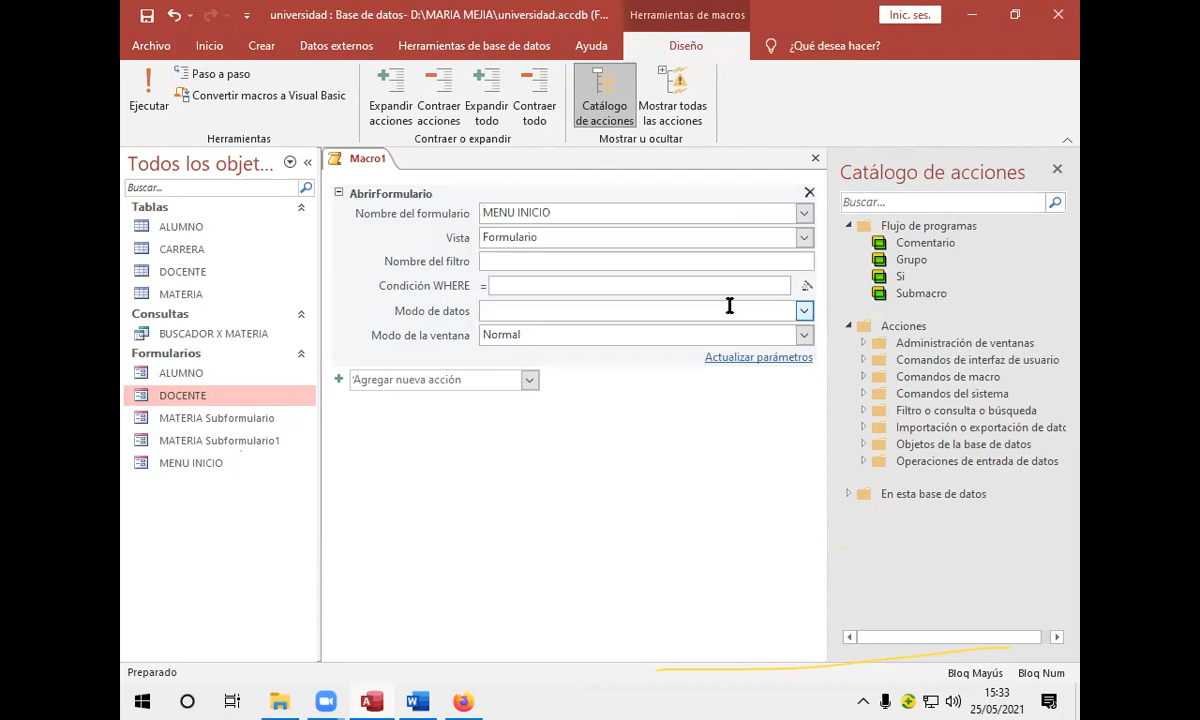 universidad : Base de datos- D:\MARIA MEJIA\universidad.accdb (F...
Herramientas de macros
Inic. ses.
Archivo
Inicio
Crear
Datos externos
Herramientas de base de datos
Ayuda
Diseño
¿Qué desea hacer?
Ejecutar
Paso a paso
Convertir macros a Visual Basic
Herramientas
Expandir acciones
Contraer acciones
Expandir todo
Contraer todo
Contraer o expandir
Catálogo de acciones
Mostrar todas las acciones
Mostrar u ocultar
Todos los objet...
Buscar...
Tablas
ALUMNO
CARRERA
DOCENTE
MATERIA
Consultas
BUSCADOR X MATERIA
Formularios
ALUMNO
DOCENTE
MATERIA Subformulario
MATERIA Subformulario1
MENU INICIO
Macro1
AbrirFormulario
Nombre del formulario MENU INICIO
Vista Formulario
Nombre del filtro
Condición WHERE =
Modo de datos
Modo de la ventana Normal
Actualizar parámetros
Agregar nueva acción
Catálogo de acciones
Buscar...
Flujo de programas
Comentario
Grupo
Si
Submacro
Acciones
Administración de ventanas
Comandos de interfaz de usuario
Comandos de macro
Comandos del sistema
Filtro o consulta o búsqueda
Importación o exportación de dato
Objetos de la base de datos
Operaciones de entrada de datos
En esta base de datos
Preparado
Bloq Mayús
Bloq Num
15:33
25/05/2021